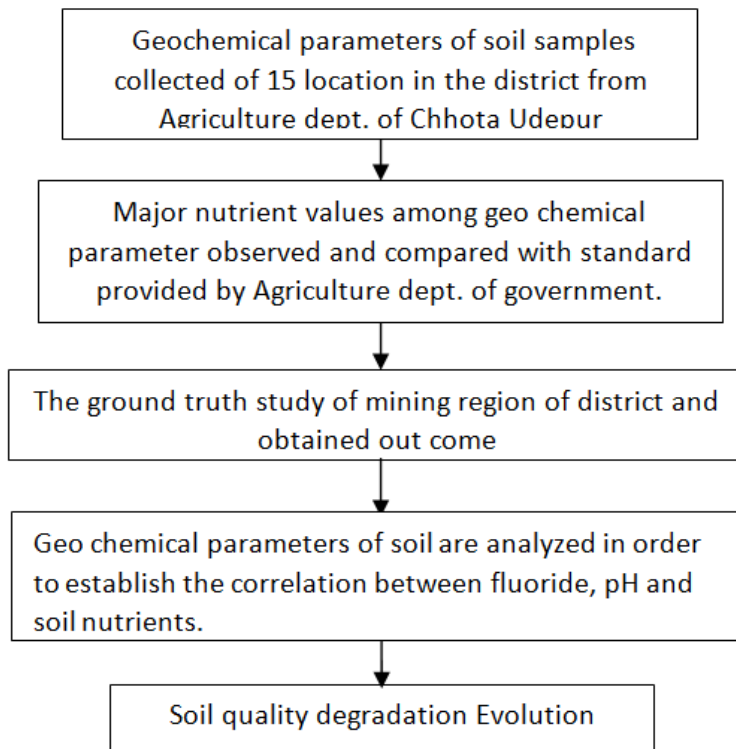 Geochemical parameters of soil samples
collected of 15 location in the district from
Agriculture dept. of Chhota Udepur
Major nutrient values among geo chemical
parameter observed and compared with standard
provided by Agriculture dept. of government.
The ground truth study of mining region of district and
obtained out come
Geo chemical parameters of soil are analyzed in order
to establish the correlation between fluoride, pH and
soil nutrients.
Soil quality degradation Evolution